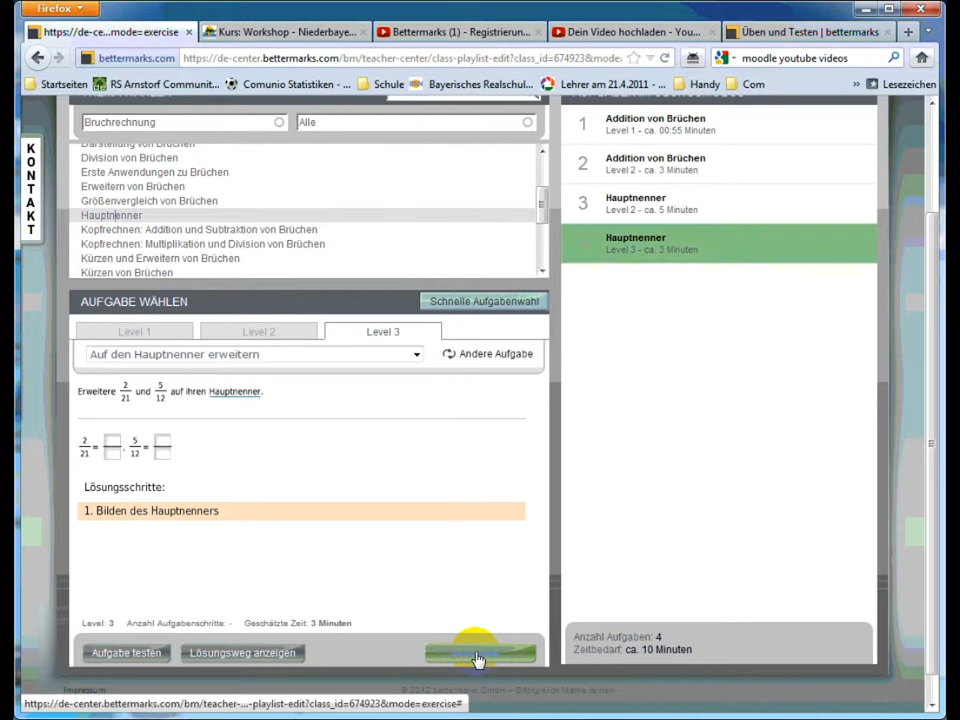 Firefox
https://de-ce...mode=exercise
Kurs: Workshop - Niederbaye...
Bettermarks (1) - Registrierun...
Dein Video hochladen - You...
Üben und Testen | bettermarks
bettermarks.com
https://de-center.bettermarks.com/bm/teacher-center/class-playlist-edit?class_id=674923&mode:
moodle youtube videos
Startseiten
RS Arnstorf Communit...
Comunio Statistiken -...
Schule
Bayerisches Realschul...
Lehrer am 21.4.2011 - ...
Handy
Com
»
Lesezeichen
KONTAKT
Bruchrechnung
Alle
Darstellung von Brüchen
Division von Brüchen
Erste Anwendungen zu Brüchen
Erweitern von Brüchen
Größenvergleich von Brüchen
Hauptnenner
Kopfrechnen: Addition und Subtraktion von Brüchen
Kopfrechnen: Multiplikation und Division von Brüchen
Kürzen und Erweitern von Brüchen
Kürzen von Brüchen
AUFGABE WÄHLEN
Schnelle Aufgabenwahl
Level 1
Level 2
Level 3
Auf den Hauptnenner erweitern
Andere Aufgabe
Erweitere 2/21 und 5/12 auf ihren Hauptnenner.
2/21 = , 5/12 =
Lösungsschritte:
1. Bilden des Hauptnenners
Level: 3 Anzahl Aufgabenschritte: - Geschätzte Zeit: 3 Minuten
Aufgabe testen
Lösungsweg anzeigen
1
Addition von Brüchen
Level 1 - ca. 00:55 Minuten
2
Addition von Brüchen
Level 2 - ca. 3 Minuten
3
Hauptnenner
Level 2 - ca. 5 Minuten
Hauptnenner
Level 3 - ca. 3 Minuten
Anzahl Aufgaben: 4
Zeitbedarf: ca. 10 Minuten
Impressum
https://de-center.bettermarks.com/bm/teacher-...-playlist-edit?class_id=674923&mode=exercise#